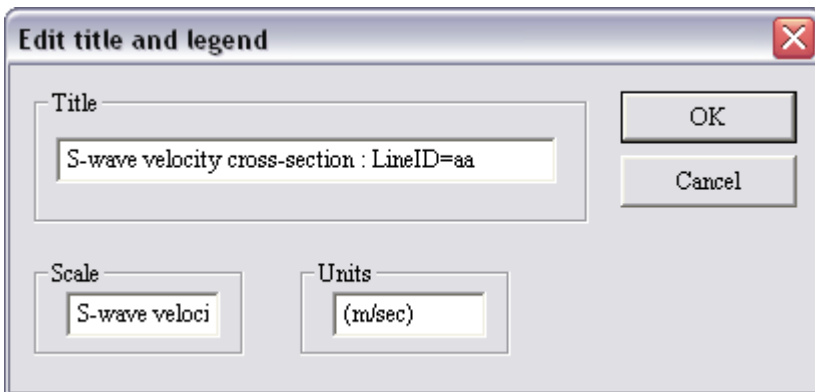 Edit title and legend
Title
S-wave velocity cross-section : LineID=aa
OK
Cancel
Scale
S-wave veloci
Units
(m/sec)